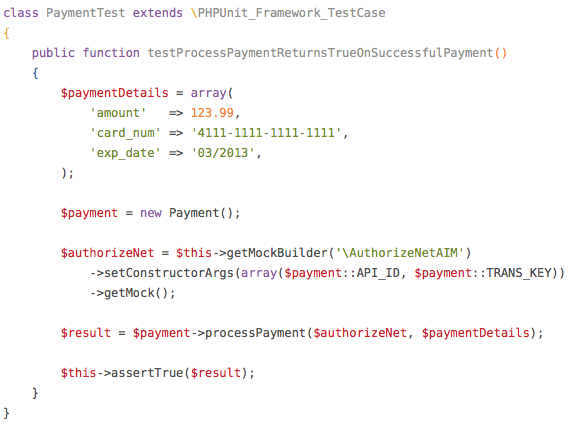 class PaymentTest extends \PHPUnit_Framework_TestCase
{
    public function testProcessPaymentReturnsTrueOnSuccessfulPayment()
    {
        $paymentDetails = array(
            'amount'   => 123.99,
            'card_num' => '4111-1111-1111-1111',
            'exp_date' => '03/2013',
        );

        $payment = new Payment();

        $authorizeNet = $this->getMockBuilder('\AuthorizeNetAIM')
            ->setConstructorArgs(array($payment::API_ID, $payment::TRANS_KEY))
            ->getMock();

        $result = $payment->processPayment($authorizeNet, $paymentDetails);

        $this->assertTrue($result);
    }
}